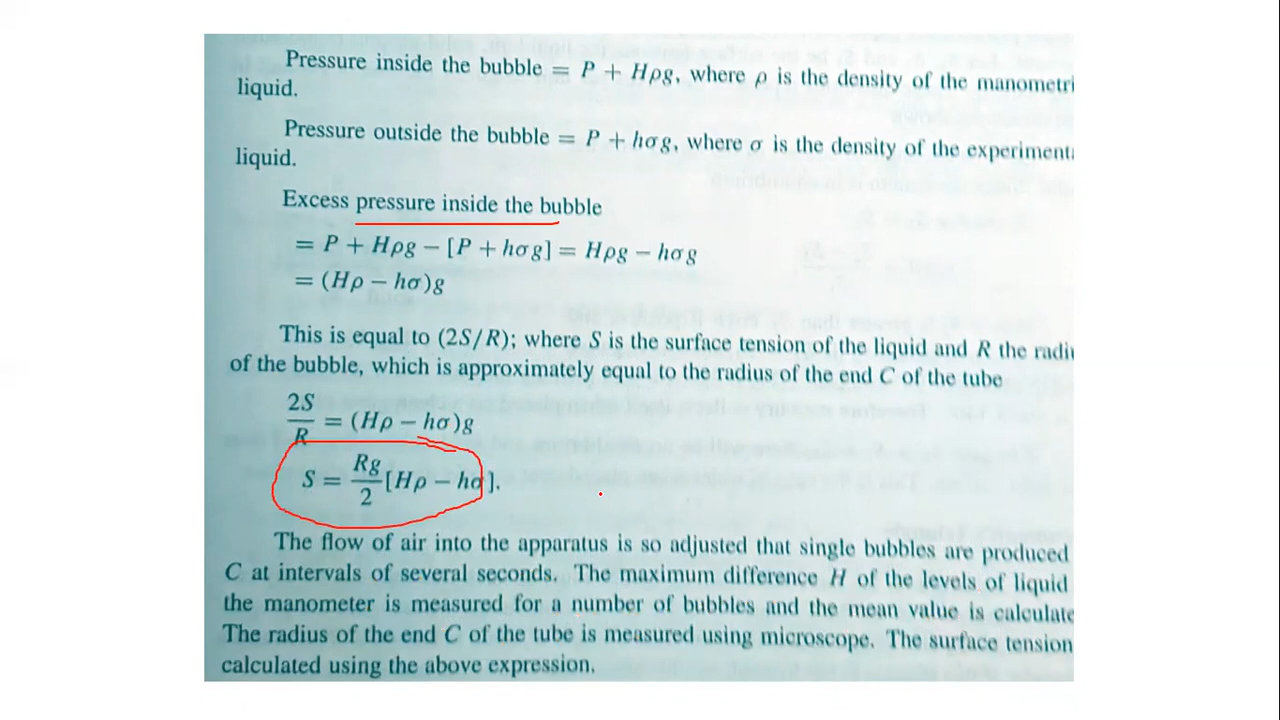 Pressure inside the bubble = P + Hρg, where ρ is the density of the manometri
liquid.
Pressure outside the bubble = P + hσg, where σ is the density of the experiment
liquid.
Excess pressure inside the bubble
= P + Hρg − [P + hσg] = Hρg − hσg
= (Hρ − hσ)g
This is equal to (2S/R); where S is the surface tension of the liquid and R the radi
of the bubble, which is approximately equal to the radius of the end C of the tube
2S/R = (Hρ − hσ)g
S = Rg/2 [Hρ − hσ].
The flow of air into the apparatus is so adjusted that single bubbles are produced
C at intervals of several seconds. The maximum difference H of the levels of liquid
the manometer is measured for a number of bubbles and the mean value is calculate
The radius of the end C of the tube is measured using microscope. The surface tension
calculated using the above expression.